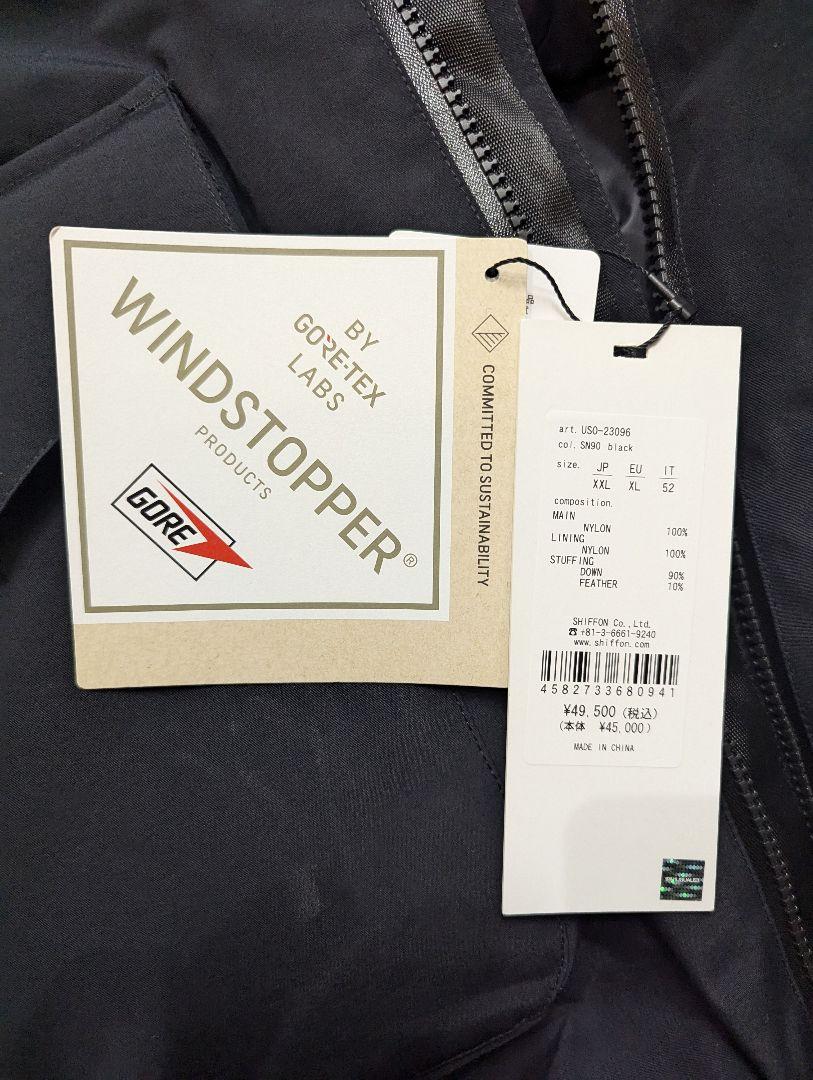 WINDSTOPPER®
PRODUCTS
BY
GORE-TEX
LABS
GORE
COMMITTED TO SUSTAINABILITY
品
art. USO-23096
col. SN90 black
size. JP EU IT
XXL XL 52
composition.
MAIN
NYLON 100%
LINING
NYLON 100%
STUFFING
DOWN 90%
FEATHER 10%
SHIFFON Co.,Ltd.
☎+81-3-6661-9240
www.shiffon.com
4582733680941
¥49,500(税込)
(本体 ¥45,000)
MADE IN CHINA